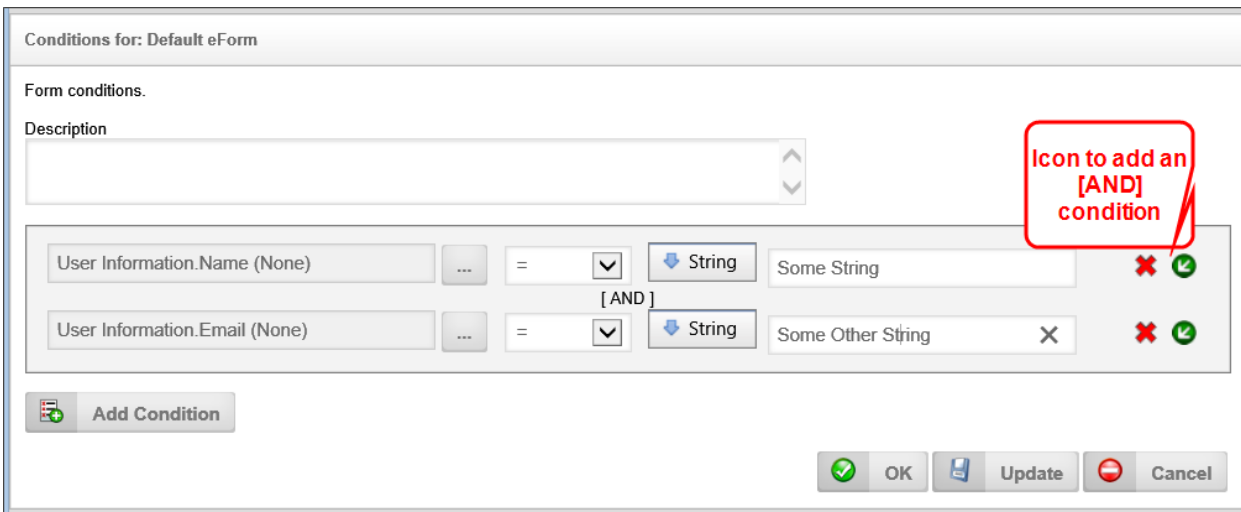 Conditions for: Default eForm
Form conditions.
Description
Icon to add an
[AND]
condition
User Information.Name (None) ... = String Some String
[ AND ]
User Information.Email (None) ... = String Some Other String
Add Condition
OK Update Cancel